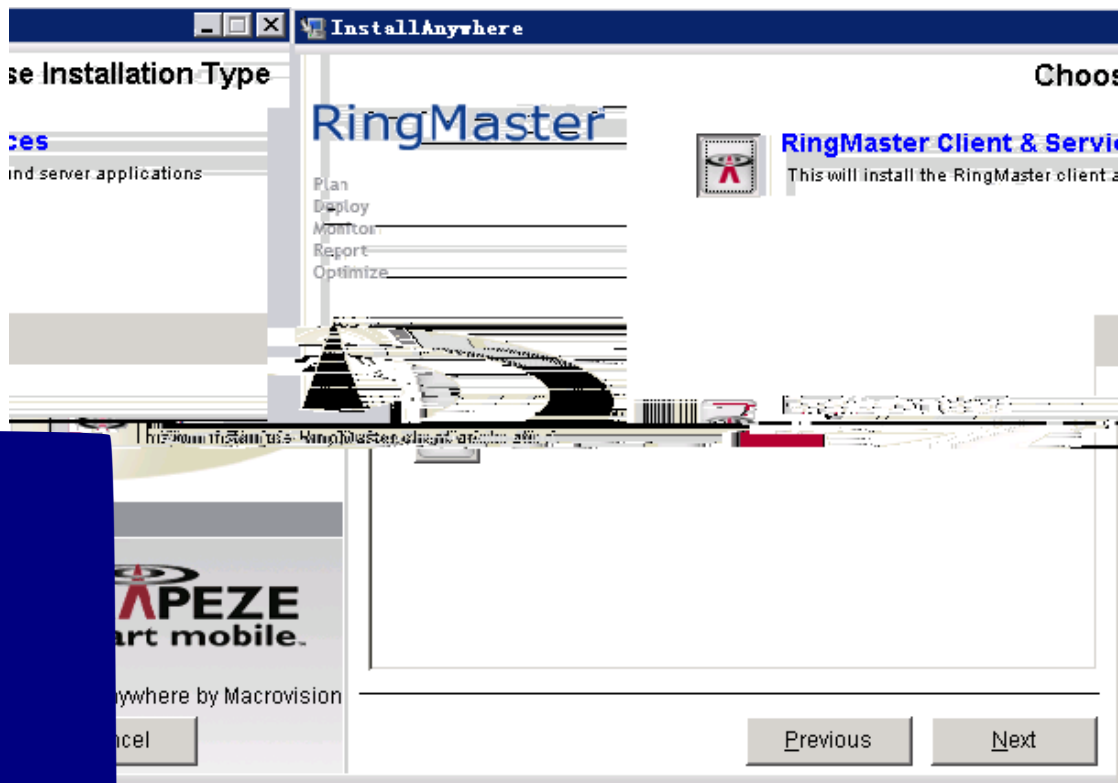 InstallAnywhere
se Installation Type
Choos
RingMaster
ces
RingMaster Client & Servic
ind server applications
This will install the RingMaster client a
Plan
Deploy
Monitor
Report
Optimize
APEZE
art mobile.
ywhere by Macrovision
ncel
Previous
Next